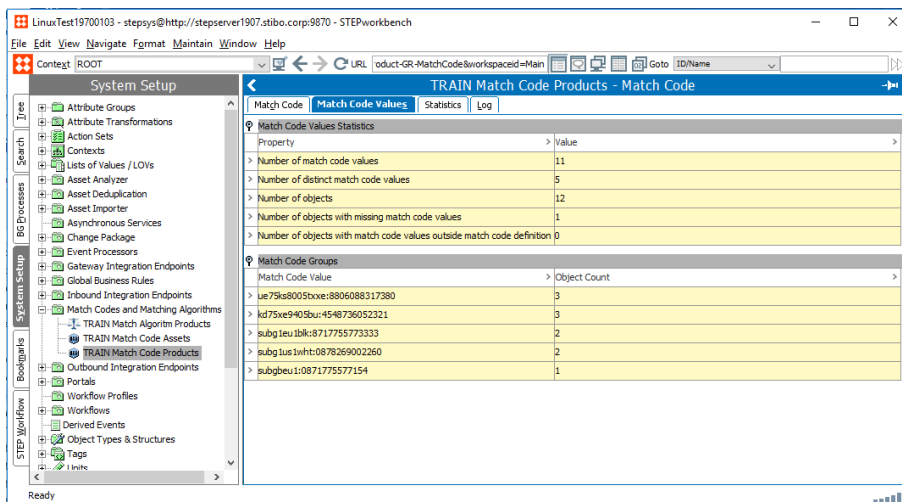 LinuxTest19700103 - stepsys@http://stepserver1907.stibo.corp:9870 - STEPworkbench
File Edit View Navigate Format Maintain Window Help
Context ROOT URL oduct-GR-MatchCode&workspaceid=Main Goto ID/Name
System Setup
TRAIN Match Code Products - Match Code
Tree
Search
BG Processes
System Setup
Bookmarks
STEP Workflow
Attribute Groups
Attribute Transformations
Action Sets
Contexts
Lists of Values / LOVs
Asset Analyzer
Asset Deduplication
Asset Importer
Asynchronous Services
Change Package
Event Processors
Gateway Integration Endpoints
Global Business Rules
Inbound Integration Endpoints
Match Codes and Matching Algorithms
TRAIN Match Algoritm Products
TRAIN Match Code Assets
TRAIN Match Code Products
Outbound Integration Endpoints
Portals
Workflow Profiles
Workflows
Derived Events
Object Types & Structures
Tags
Units
Match Code Match Code Values Statistics Log
Match Code Values Statistics
Property > Value >
> Number of match code values 11
> Number of distinct match code values 5
> Number of objects 12
> Number of objects with missing match code values 1
> Number of objects with match code values outside match code definition 0
Match Code Groups
Match Code Value > Object Count >
> ue75ks8005txxe:8806088317380 3
> kd75xe9405bu:4548736052321 3
> subg1eu1blk:8717755773333 2
> subg1us1wht:0878269002260 2
> subgbeu1:0871775577154 1
Ready